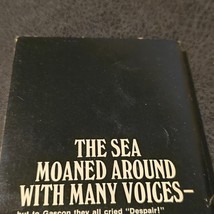 THE SEA
MOANED AROUND
WITH MANY VOICES—
but to Gascon they all cried "Despair!"